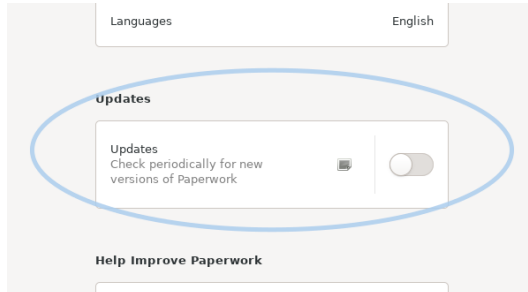 Languages English
Updates
Updates
Check periodically for new
versions of Paperwork
Help Improve Paperwork